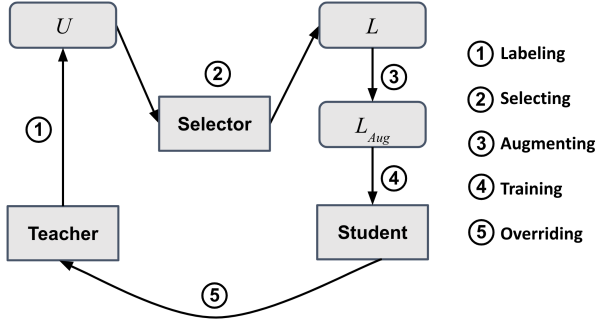 U
L
② Selector
① 
③
L_Aug
④
Teacher
Student
⑤
① Labeling
② Selecting
③ Augmenting
④ Training
⑤ Overriding